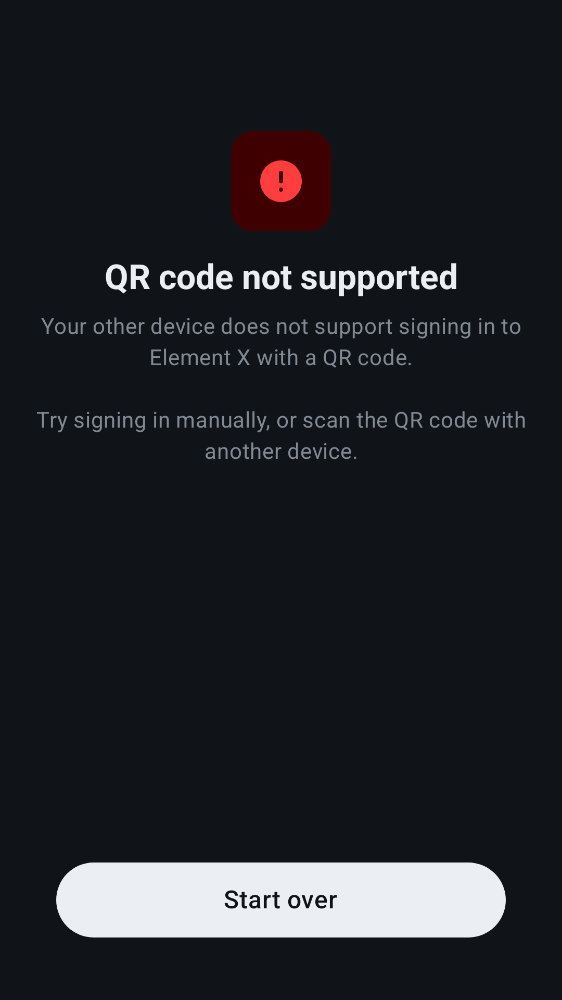 QR code not supported
Your other device does not support signing in to
Element X with a QR code.
Try signing in manually, or scan the QR code with
another device.
Start over